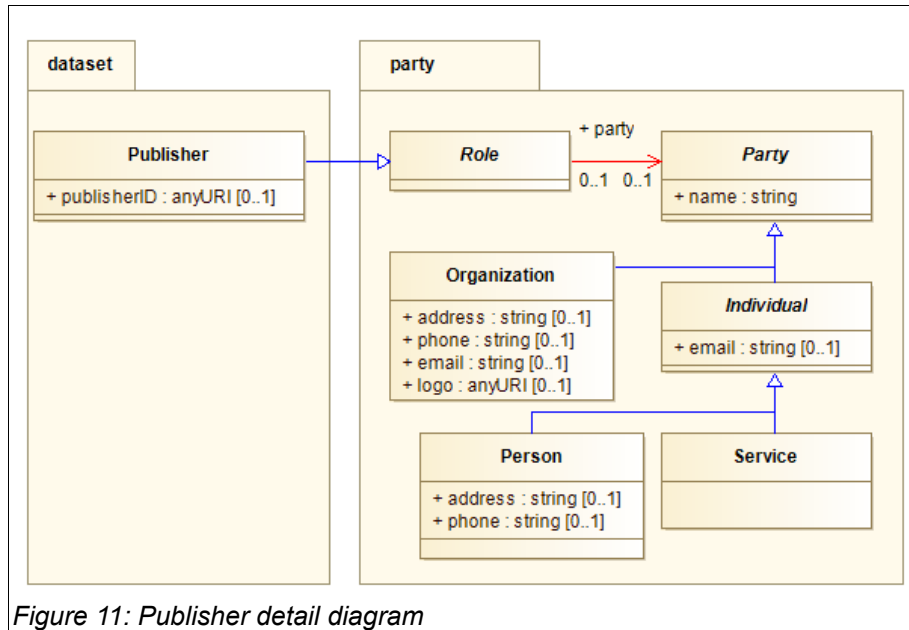 dataset
party
Publisher
+ publisherID : anyURI [0..1]
Role
+ party
0..1 0..1
Party
+ name : string
Organization
+ address : string [0..1]
+ phone : string [0..1]
+ email : string [0..1]
+ logo : anyURI [0..1]
Individual
+ email : string [0..1]
Person
+ address : string [0..1]
+ phone : string [0..1]
Service
Figure 11: Publisher detail diagram